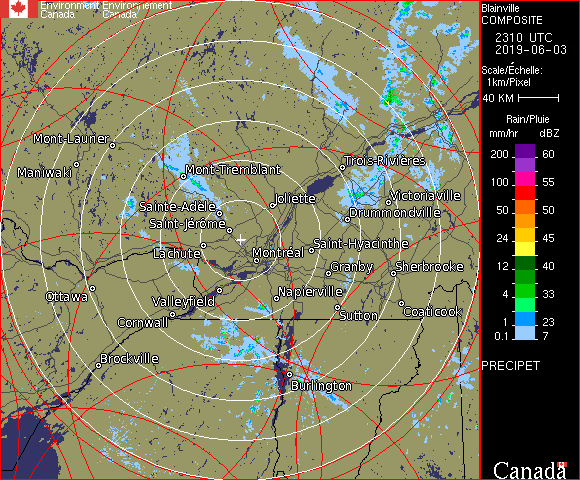 Environment Environnement
Canada Canada
Blainville
COMPOSITE
2310 UTC
2019-06-03
Scale/Échelle:
1km/Pixel
40 KM
Rain/Pluie
mm/hr dBZ
200 60
100 55
50 50
24 45
12 40
4 33
1 23
0.1 7
PRECIPET
Canada
Mont-Laurier
Maniwaki
Mont-Tremblant
Trois-Rivières
Sainte-Adèle
Joliette
Victoriaville
Drummondville
Saint-Jérôme
Lachute
Montréal
Saint-Hyacinthe
Granby
Sherbrooke
Ottawa
Valleyfield
Napierville
Cornwall
Sutton
Coaticook
Brockville
Burlington